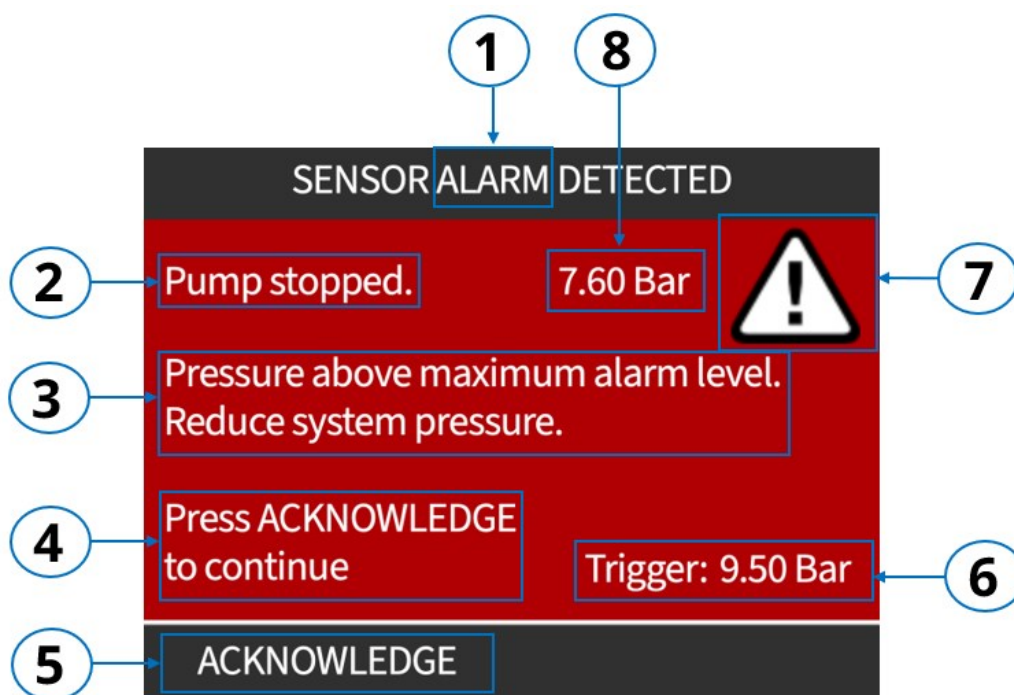 1 8
SENSOR ALARM DETECTED
2 Pump stopped. 7.60 Bar ! 7
3 Pressure above maximum alarm level.
Reduce system pressure.
4 Press ACKNOWLEDGE
to continue
Trigger: 9.50 Bar 6
5 ACKNOWLEDGE